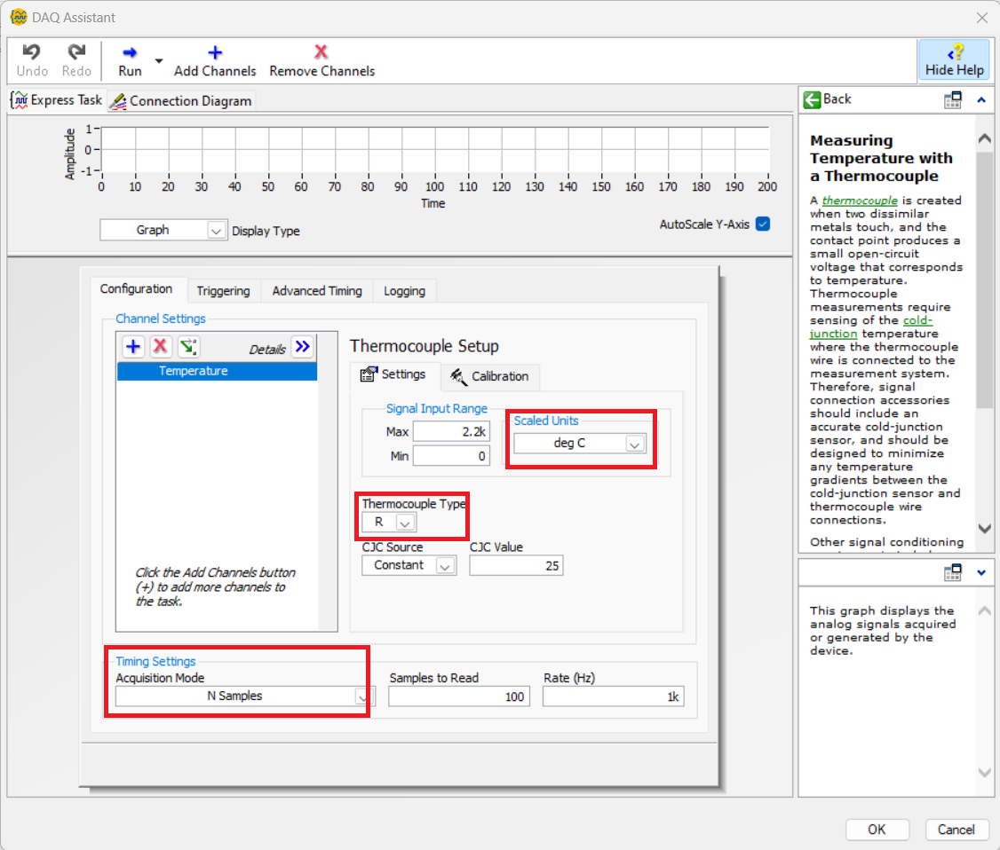 DAQ Assistant
Undo Redo Run Add Channels Remove Channels Hide Help
Express Task Connection Diagram
Amplitude
1
0
-1
0 10 20 30 40 50 60 70 80 90 100 110 120 130 140 150 160 170 180 190 200
Time
Graph Display Type AutoScale Y-Axis
Configuration Triggering Advanced Timing Logging
Channel Settings
Details
Temperature
Click the Add Channels button
(+) to add more channels to
the task.
Thermocouple Setup
Settings Calibration
Signal Input Range
Max 2.2k
Min 0
Scaled Units
deg C
Thermocouple Type
R
CJC Source CJC Value
Constant 25
Timing Settings
Acquisition Mode Samples to Read Rate (Hz)
N Samples 100 1k
Back
Measuring
Temperature with
a Thermocouple
A thermocouple is created
when two dissimilar
metals touch, and the
contact point produces a
small open-circuit
voltage that corresponds
to temperature.
Thermocouple
measurements require
sensing of the cold-
junction temperature
where the thermocouple
wire is connected to the
measurement system.
Therefore, signal
connection accessories
should include an
accurate cold-junction
sensor, and should be
designed to minimize
any temperature
gradients between the
cold-junction sensor and
thermocouple wire
connections.
Other signal conditioning
This graph displays the
analog signals acquired
or generated by the
device.
OK Cancel